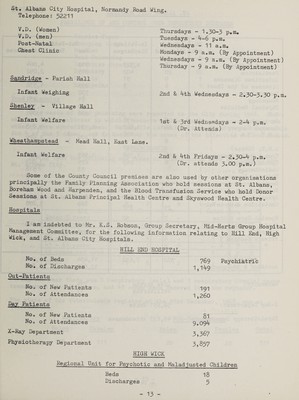 St. Albans City Hospital, Normandy Road Wing.
Telephone: 52211
V.D. (Women) Thursdays - 1.30-3 p.m.
V.D. (men) Tuesdays - 4-6 p.m.
Post-Natal Wednesdays - 11 a.m.
Chest Clinic Mondays - 9 a.m. (By Appointment)
Wednesdays - 9 a.m. (By Appointment)
Thursday - 9 a.m. (By Appointment)
Sandridge - Parish Hall
Infant Weighing 2nd & 4th Wednesdays - 2.30-3.30 p.m.
Shenley - Village Hall
Infant Welfare 1st & 3rd Wednesdays - 2-4 p.m.
(Dr. Attends)
Wheathampstead - Mead Hall, East Lane.
Infant Welfare 2nd & 4th Fridays - 2.30-4 p.m.
(Dr. attends 3.00 p.m.)
Some of the County Council premises are also used by other organisations
principally the Family Planning Association who hold sessions at St. Albans,
Boreham Wood and Harpenden, and the Blood Transfusion Service who hold Donor
Sessions at St. Albans Principal Health Centre and Skyswood Health Centre.
Hospitals
I am indebted to Mr. K.S. Robson, Group Secretary, Mid-Herts Group Hospital
Management Committee, for the following information relating to Hill End, High
Wick, and St. Albans City Hospitals.
HILL END HOSPITAL
No. of Beds 769 Psychiatric
No. of Discharges 1,149
Out-Patients
No. of New Patients 191
No. of Attendances 1,260
Day Patients
No. of New Patients 81
No. of Attendances 9,094
X-Ray Department 3,367
Physiotherapy Department 5,857
HIGH WICK
Regional Unit for Psychotic and Maladjusted Children
Beds 18
Discharges 5
- 13 -